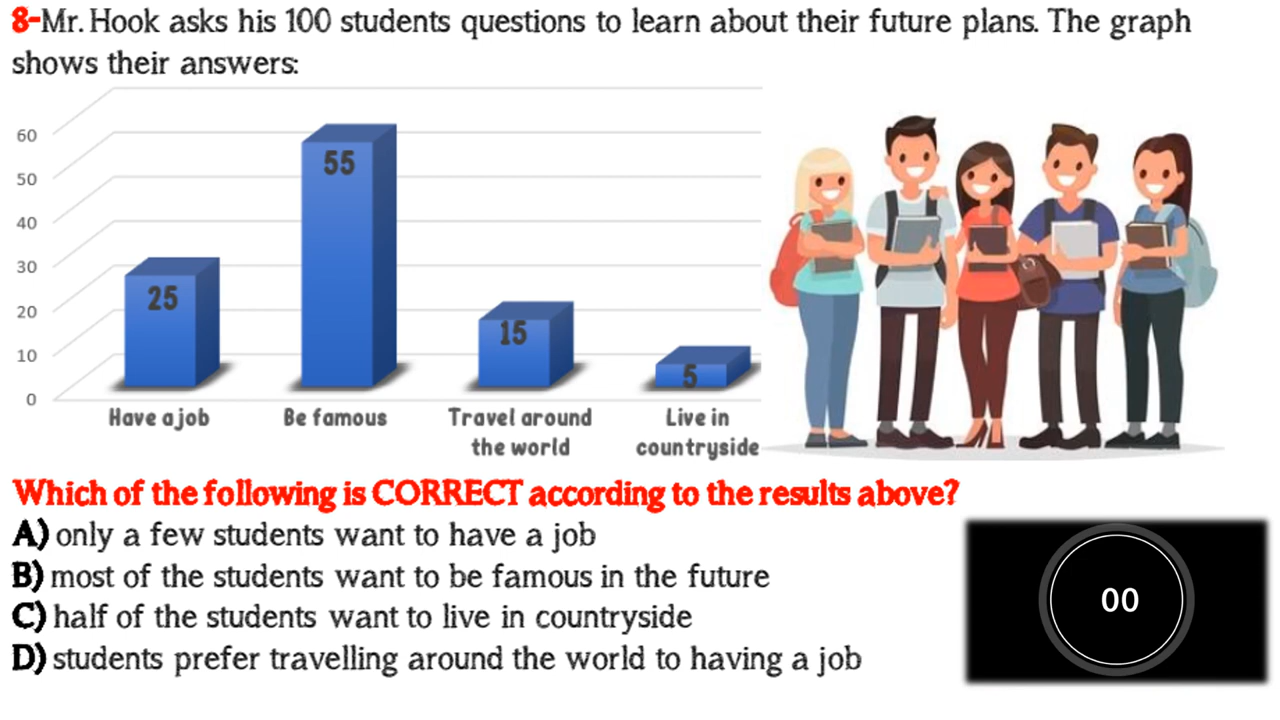 8-Mr. Hook asks his 100 students questions to learn about their future plans. The graph
shows their answers:
60
50
40
30
20
10
0
25
55
15
5
Have a job
Be famous
Travel around
the world
Live in
countryside
Which of the following is CORRECT according to the results above?
A) only a few students want to have a job
B) most of the students want to be famous in the future
C) half of the students want to live in countryside
D) students prefer travelling around the world to having a job
00